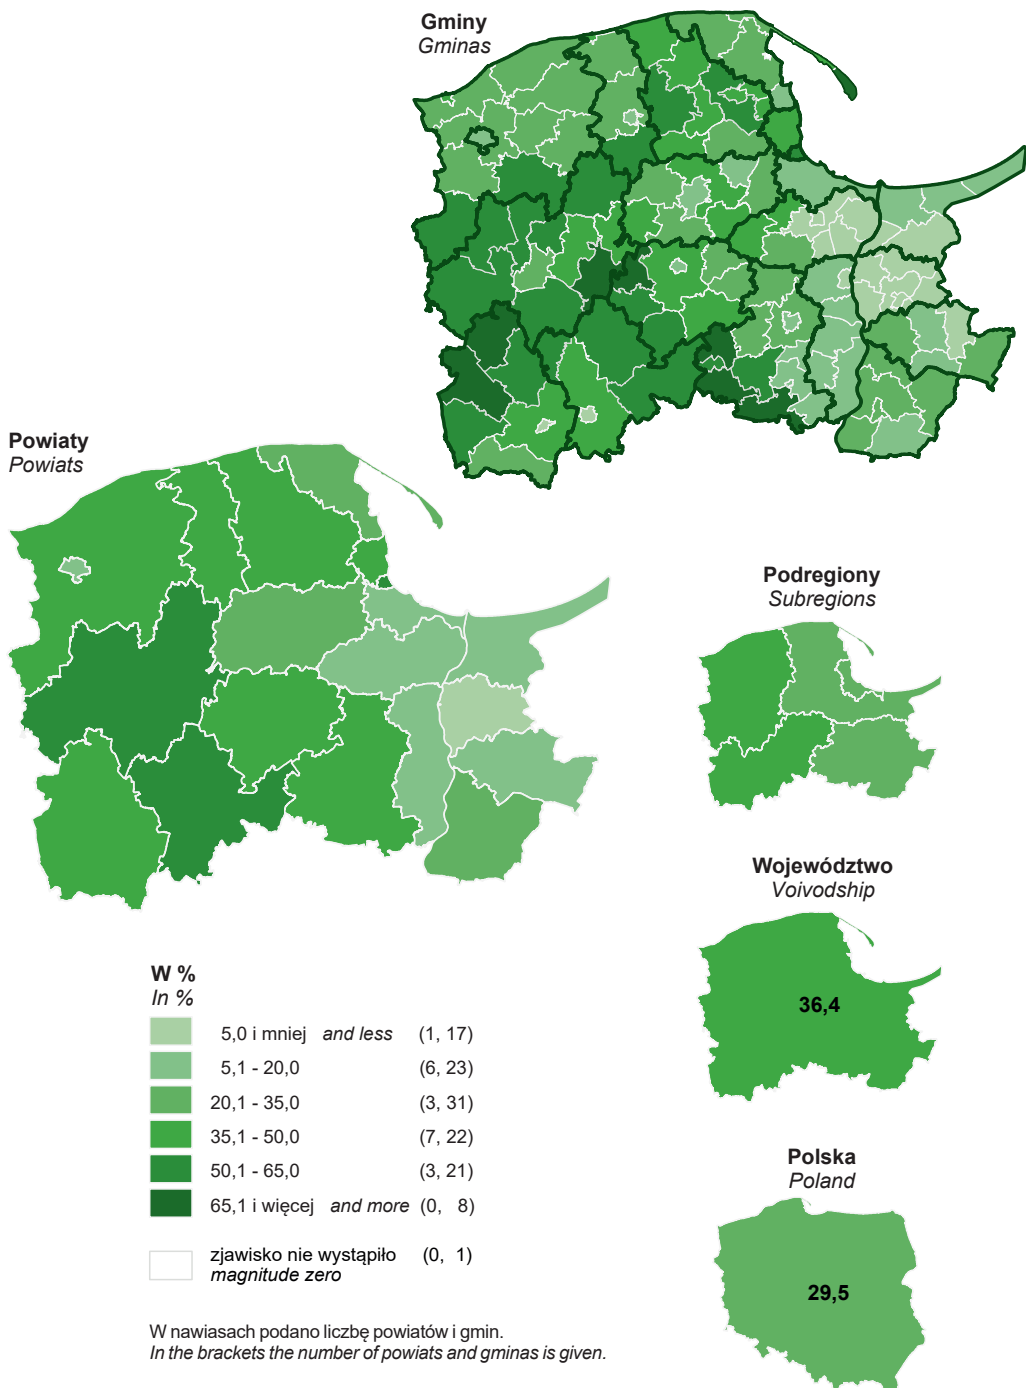 Gminy
Gminas
Powiaty
Powiats
Podregiony
Subregions
Województwo
Voivodship
36,4
W %
In %
5,0 i mniej and less (1, 17)
5,1 - 20,0 (6, 23)
20,1 - 35,0 (3, 31)
35,1 - 50,0 (7, 22)
50,1 - 65,0 (3, 21)
65,1 i więcej and more (0, 8)
zjawisko nie wystąpiło (0, 1)
magnitude zero
Polska
Poland
29,5
W nawiasach podano liczbę powiatów i gmin.
In the brackets the number of powiats and gminas is given.